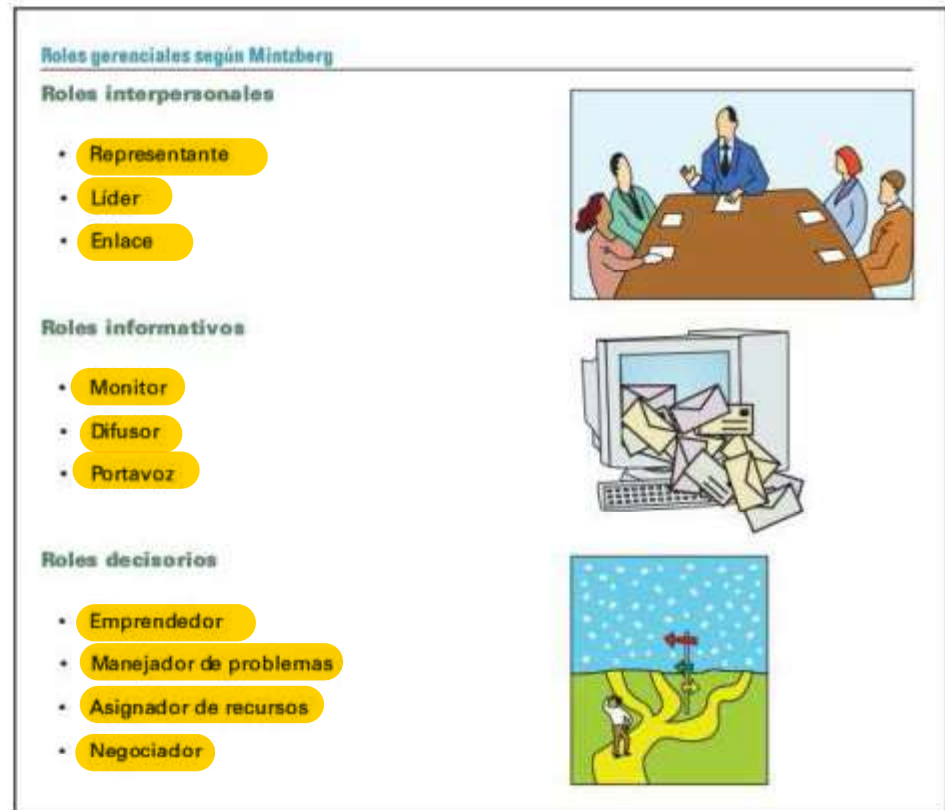 Roles gerenciales según Mintzberg
Roles interpersonales
• Representante
• Líder
• Enlace
Roles informativos
• Monitor
• Difusor
• Portavoz
Roles decisorios
• Emprendedor
• Manejador de problemas
• Asignador de recursos
• Negociador